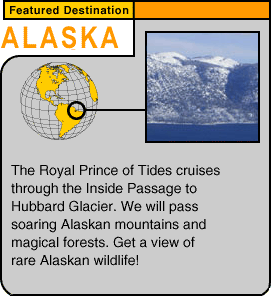 Featured Destination
ALASKA
The Royal Prince of Tides cruises
through the Inside Passage to
Hubbard Glacier. We will pass
soaring Alaskan mountains and
magical forests. Get a view of
rare Alaskan wildlife!